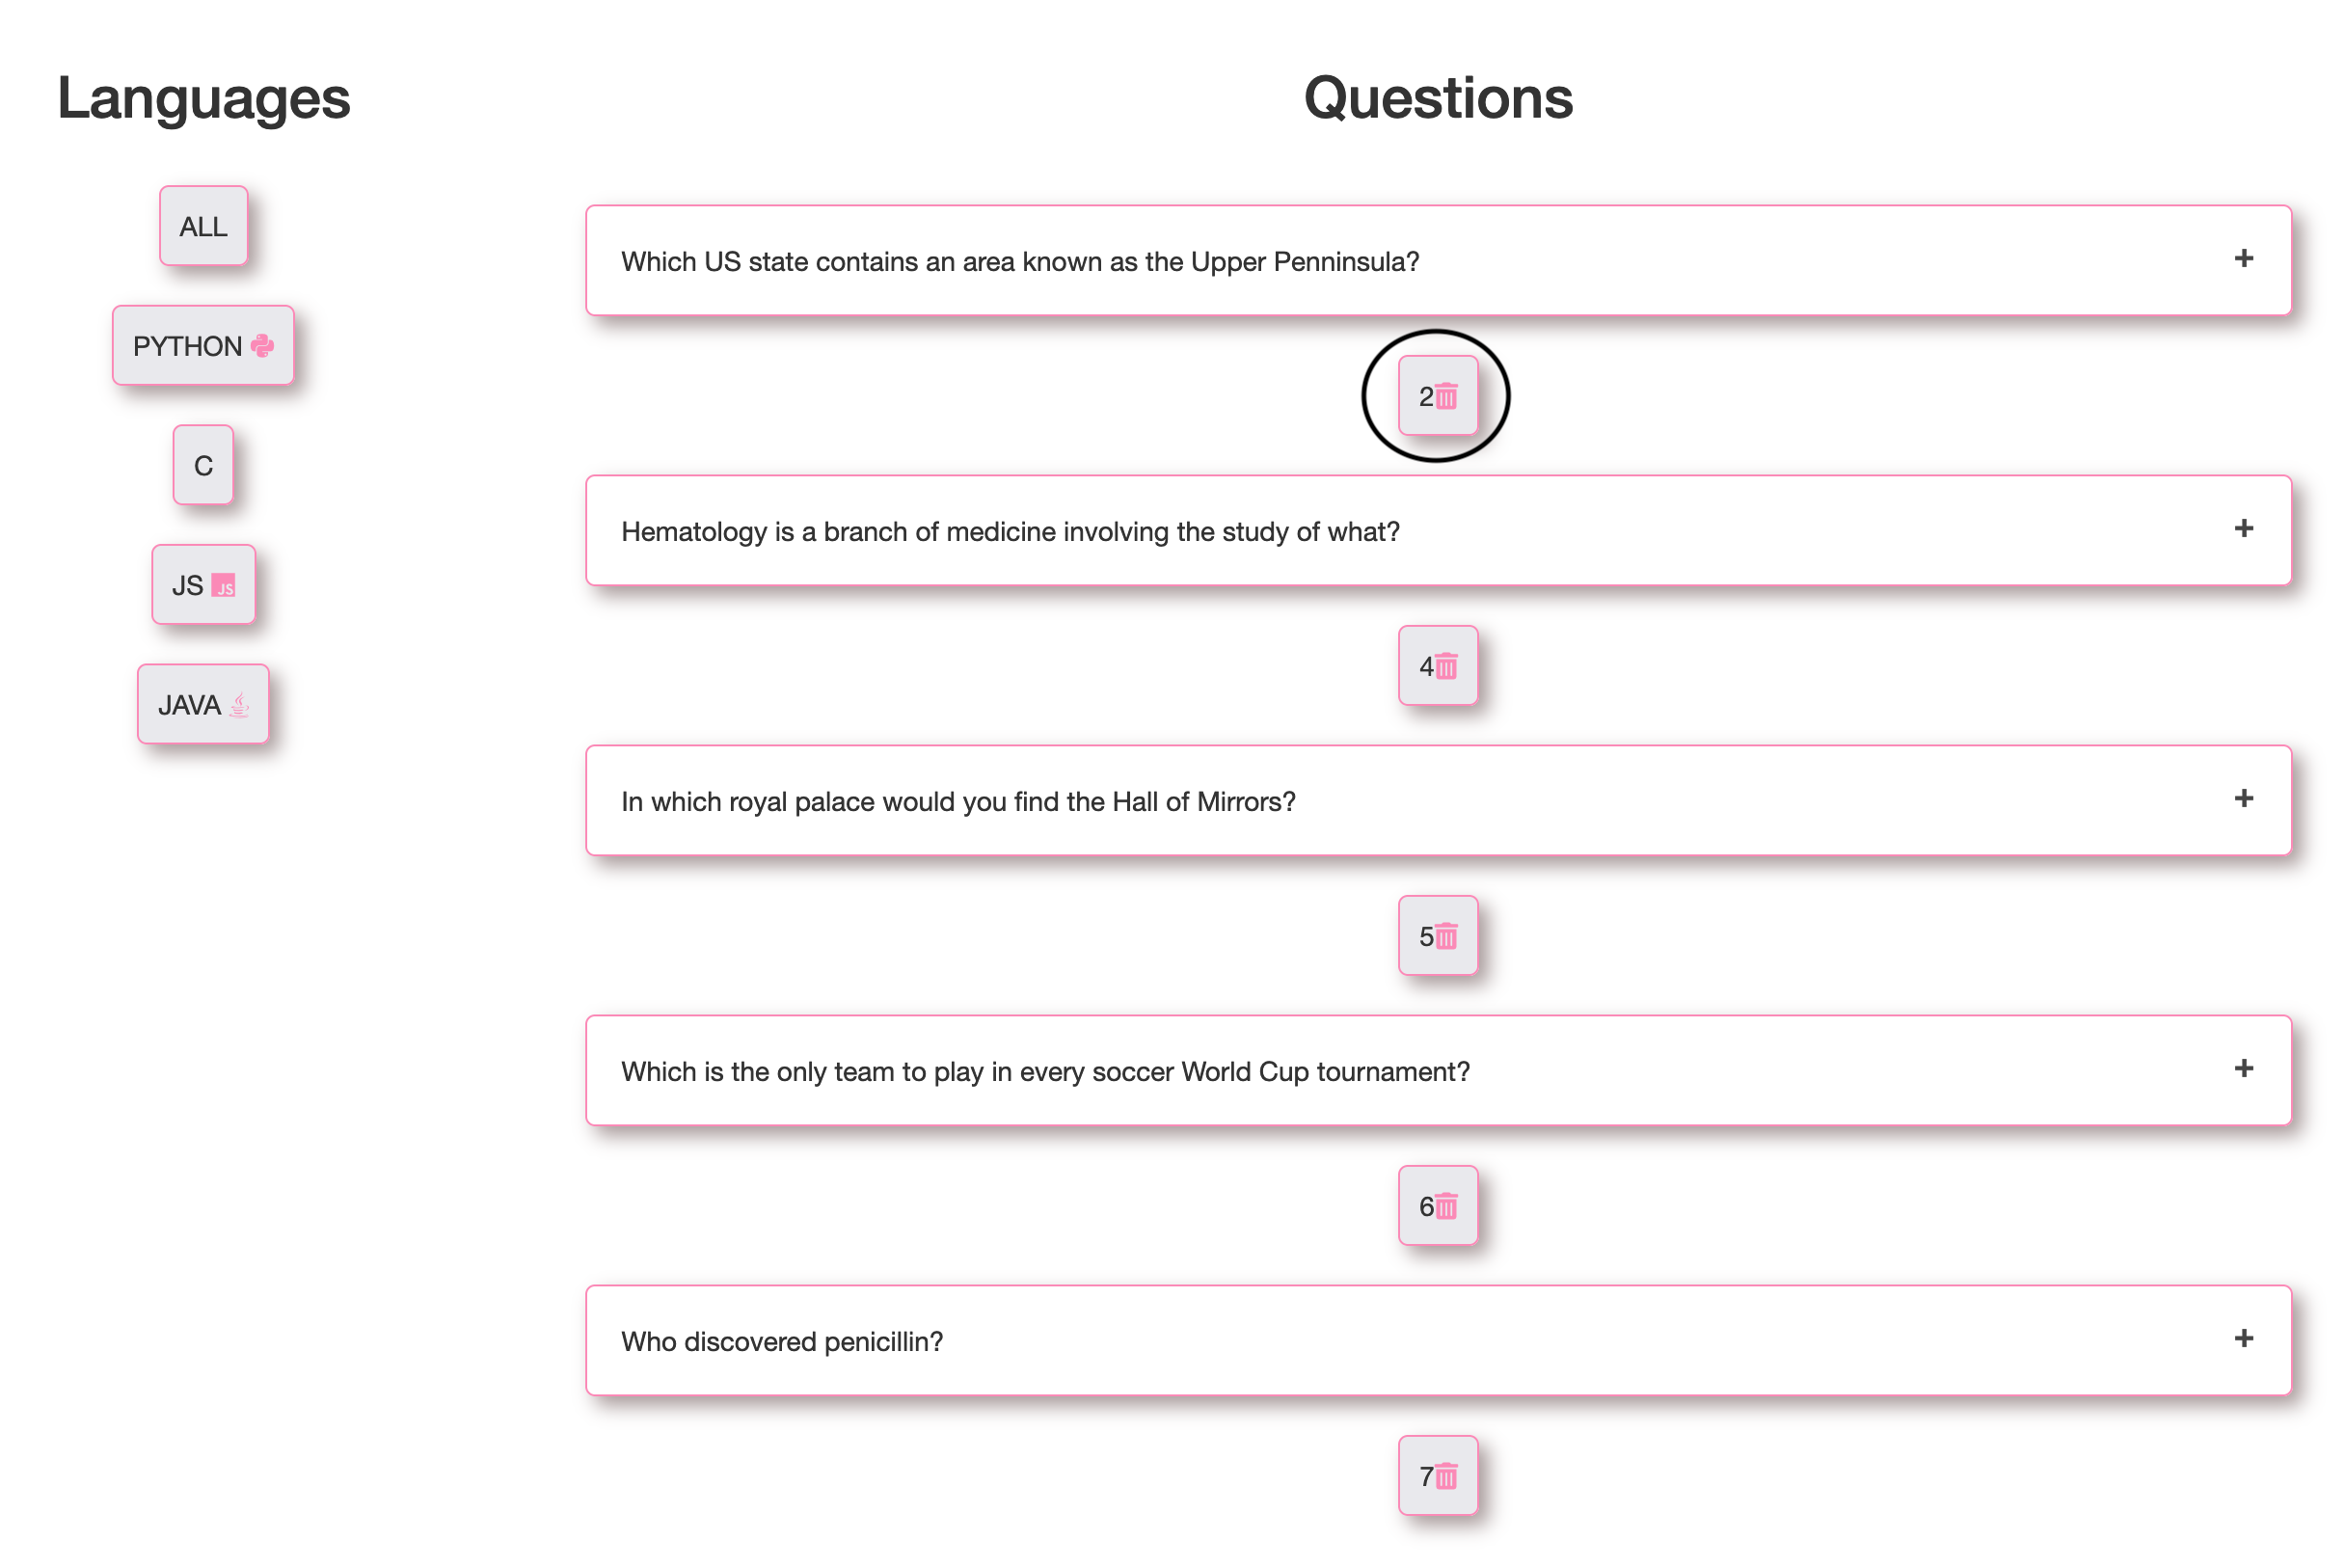 Languages
ALL
PYTHON
C
JS JS
JAVA
Questions
Which US state contains an area known as the Upper Penninsula? +
2
Hematology is a branch of medicine involving the study of what? +
4
In which royal palace would you find the Hall of Mirrors? +
5
Which is the only team to play in every soccer World Cup tournament? +
6
Who discovered penicillin? +
7